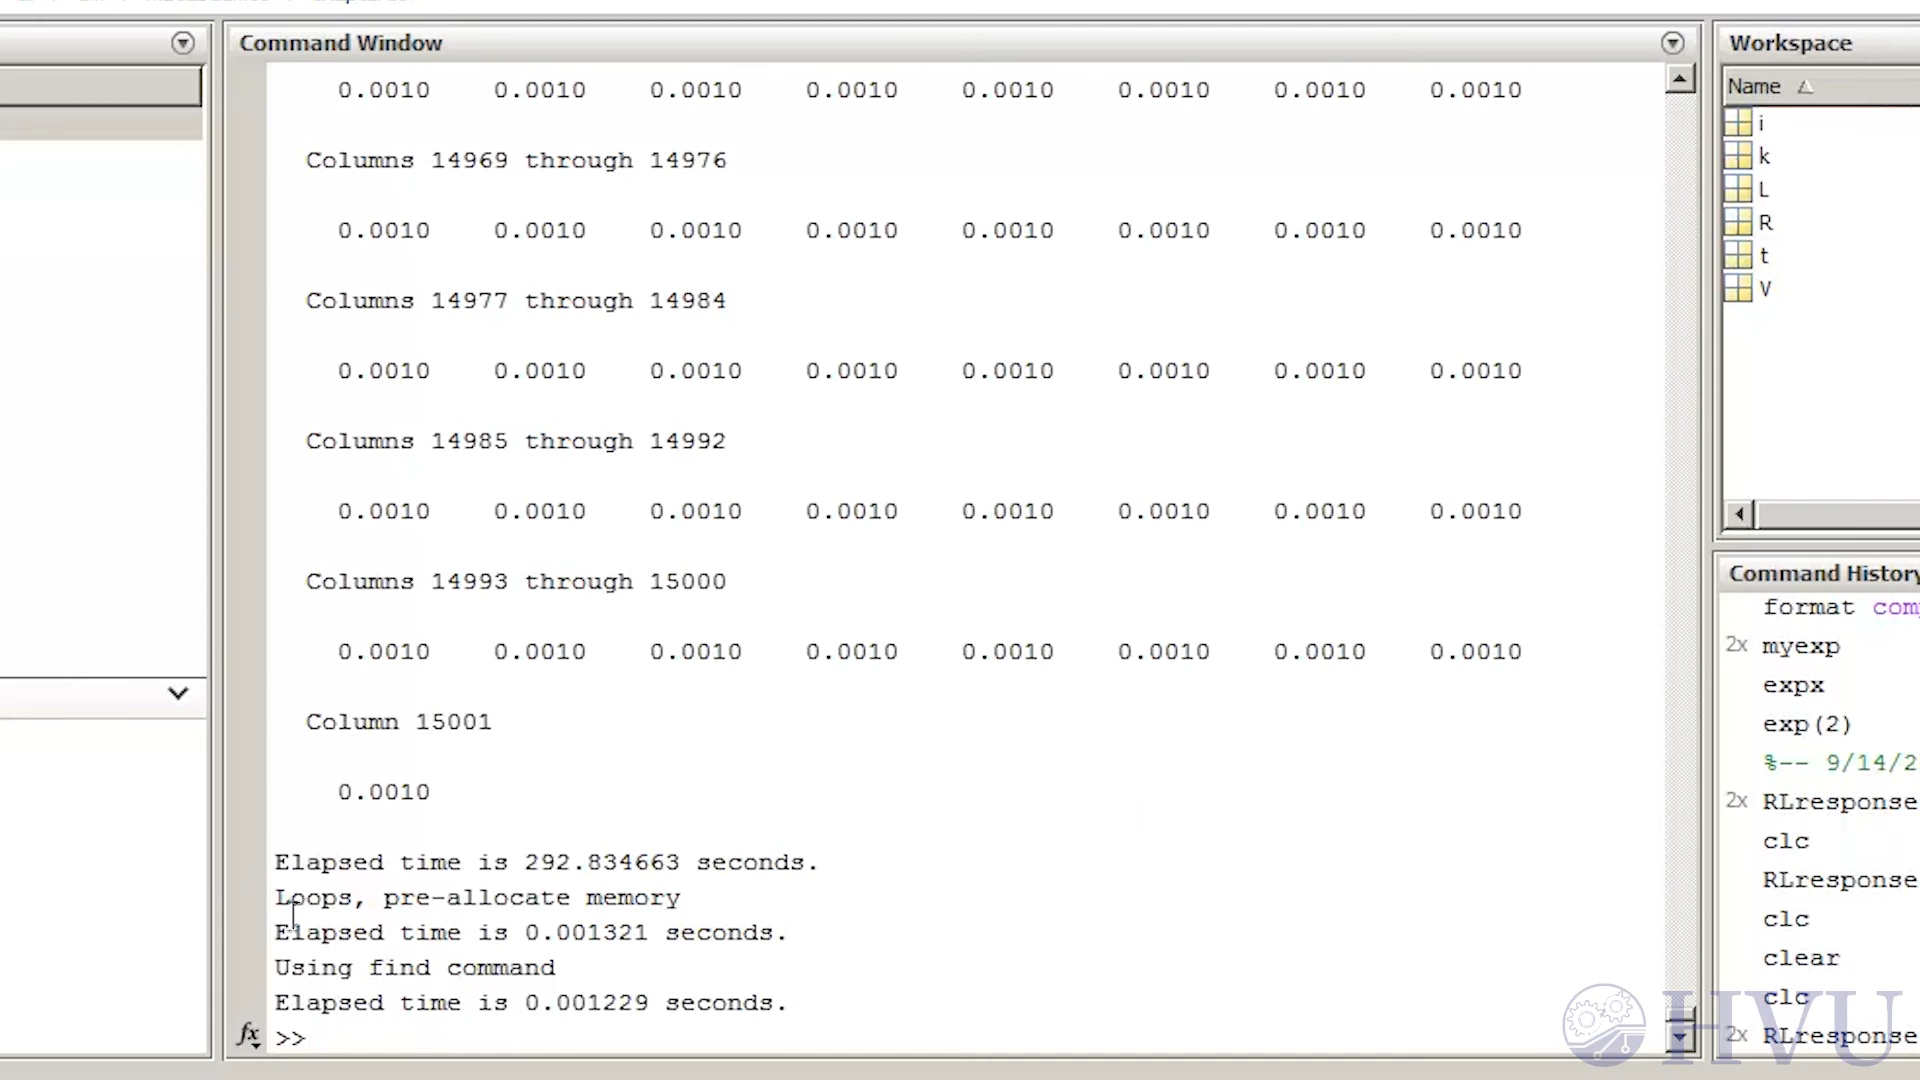 Command Window
0.0010 0.0010 0.0010 0.0010 0.0010 0.0010 0.0010 0.0010
Columns 14969 through 14976
0.0010 0.0010 0.0010 0.0010 0.0010 0.0010 0.0010 0.0010
Columns 14977 through 14984
0.0010 0.0010 0.0010 0.0010 0.0010 0.0010 0.0010 0.0010
Columns 14985 through 14992
0.0010 0.0010 0.0010 0.0010 0.0010 0.0010 0.0010 0.0010
Columns 14993 through 15000
0.0010 0.0010 0.0010 0.0010 0.0010 0.0010 0.0010 0.0010
Column 15001
0.0010
Elapsed time is 292.834663 seconds.
Loops, pre-allocate memory
Elapsed time is 0.001321 seconds.
Using find command
Elapsed time is 0.001229 seconds.
fx >>
Workspace
Name
i
k
L
R
t
V
Command History
format com
2x myexp
expx
exp(2)
%-- 9/14/2
2x RLresponse
clc
RLresponse
clc
clear
clc
2x RLresponse
HVU